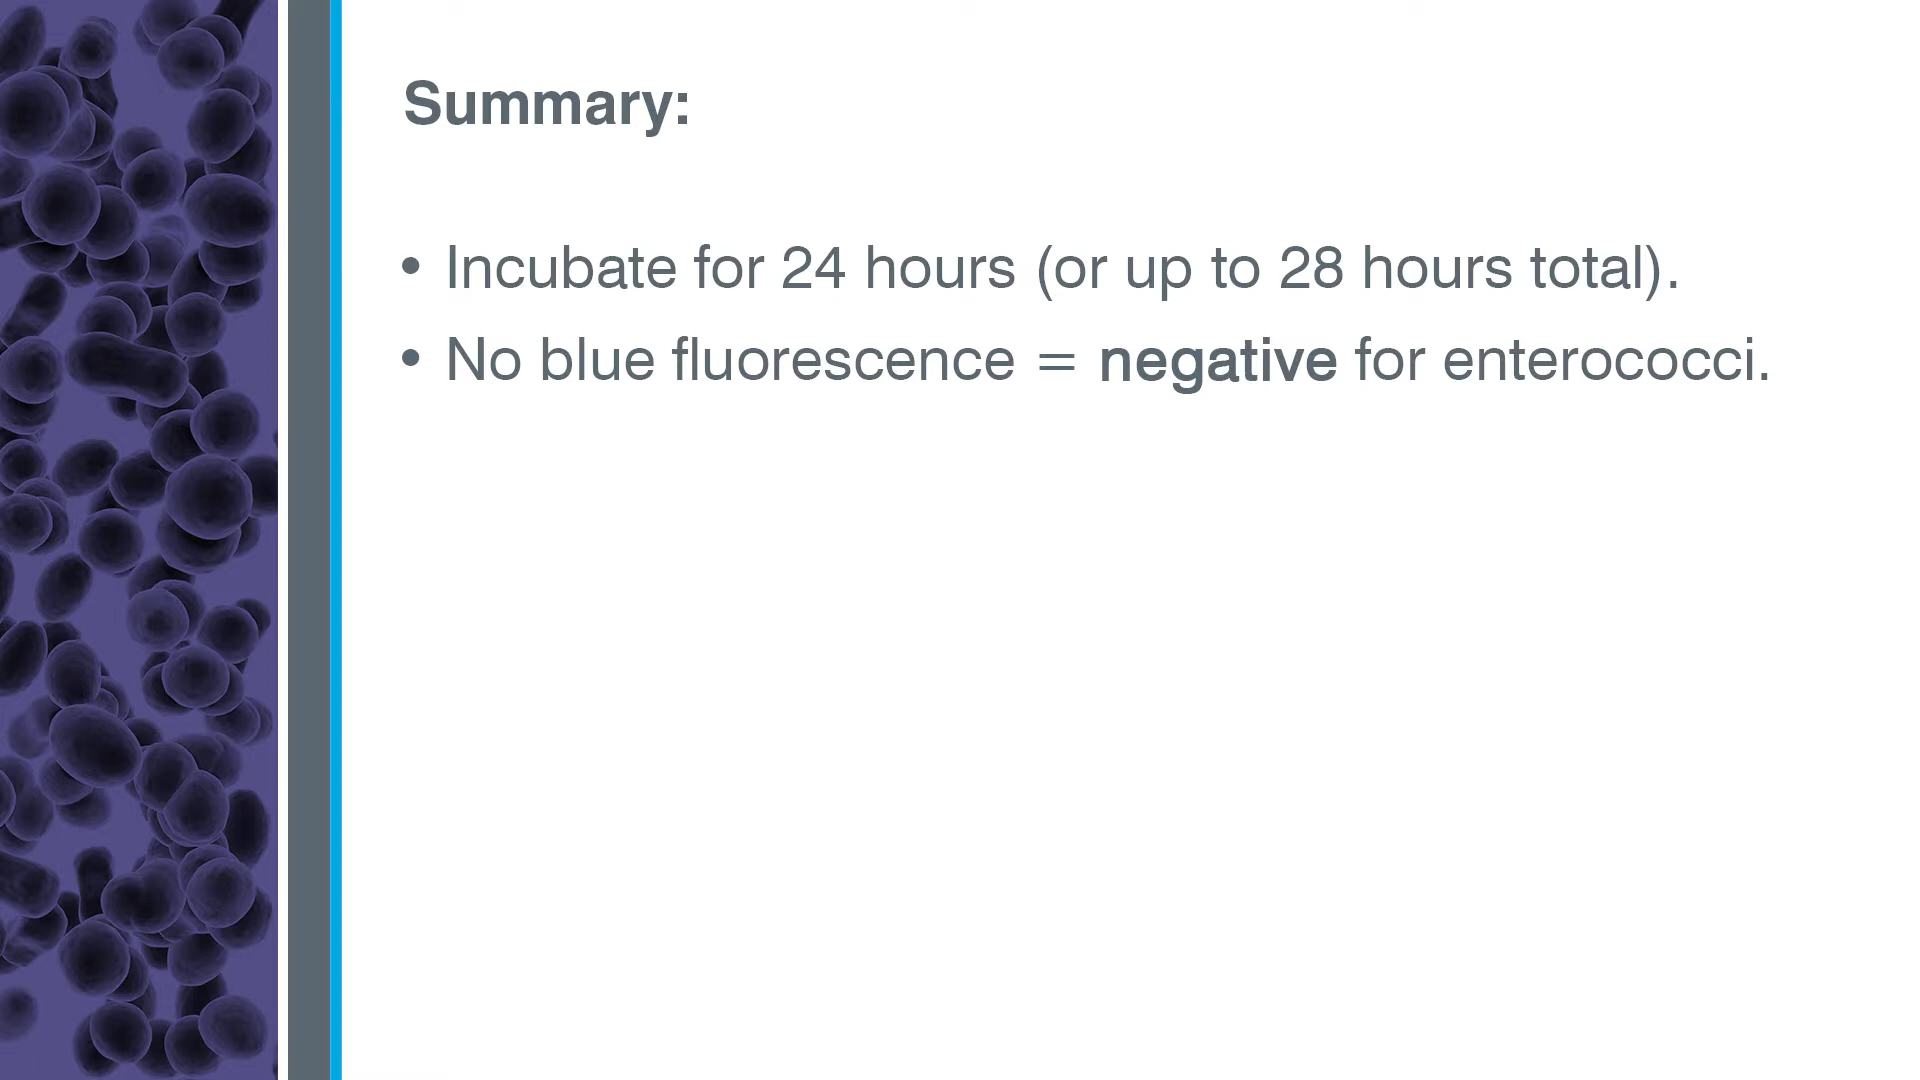 Summary:
• Incubate for 24 hours (or up to 28 hours total).
• No blue fluorescence = negative for enterococci.